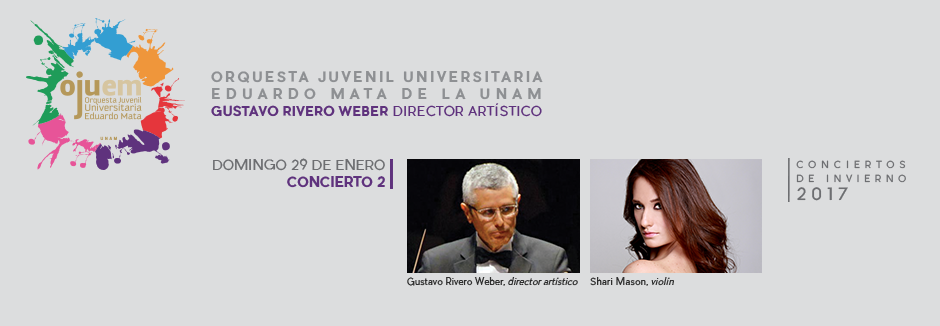 ojuem
Orquesta Juvenil
Universitaria
Eduardo Mata
UNAM
ORQUESTA JUVENIL UNIVERSITARIA
EDUARDO MATA DE LA UNAM
GUSTAVO RIVERO WEBER DIRECTOR ARTÍSTICO
DOMINGO 29 DE ENERO
CONCIERTO 2
Gustavo Rivero Weber, director artístico
Shari Mason, violín
CONCIERTOS
DE INVIERNO
2017